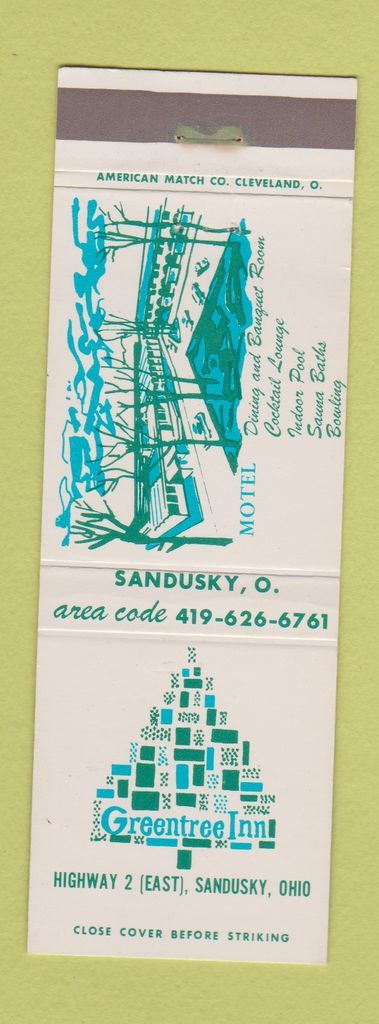 AMERICAN MATCH CO. CLEVELAND, O.
MOTEL
Dining and Banquet Room
Cocktail Lounge
Indoor Pool
Sauna Baths
Bowling
SANDUSKY, O.
area code 419-626-6761
Greentree Inn
HIGHWAY 2 (EAST), SANDUSKY, OHIO
CLOSE COVER BEFORE STRIKING